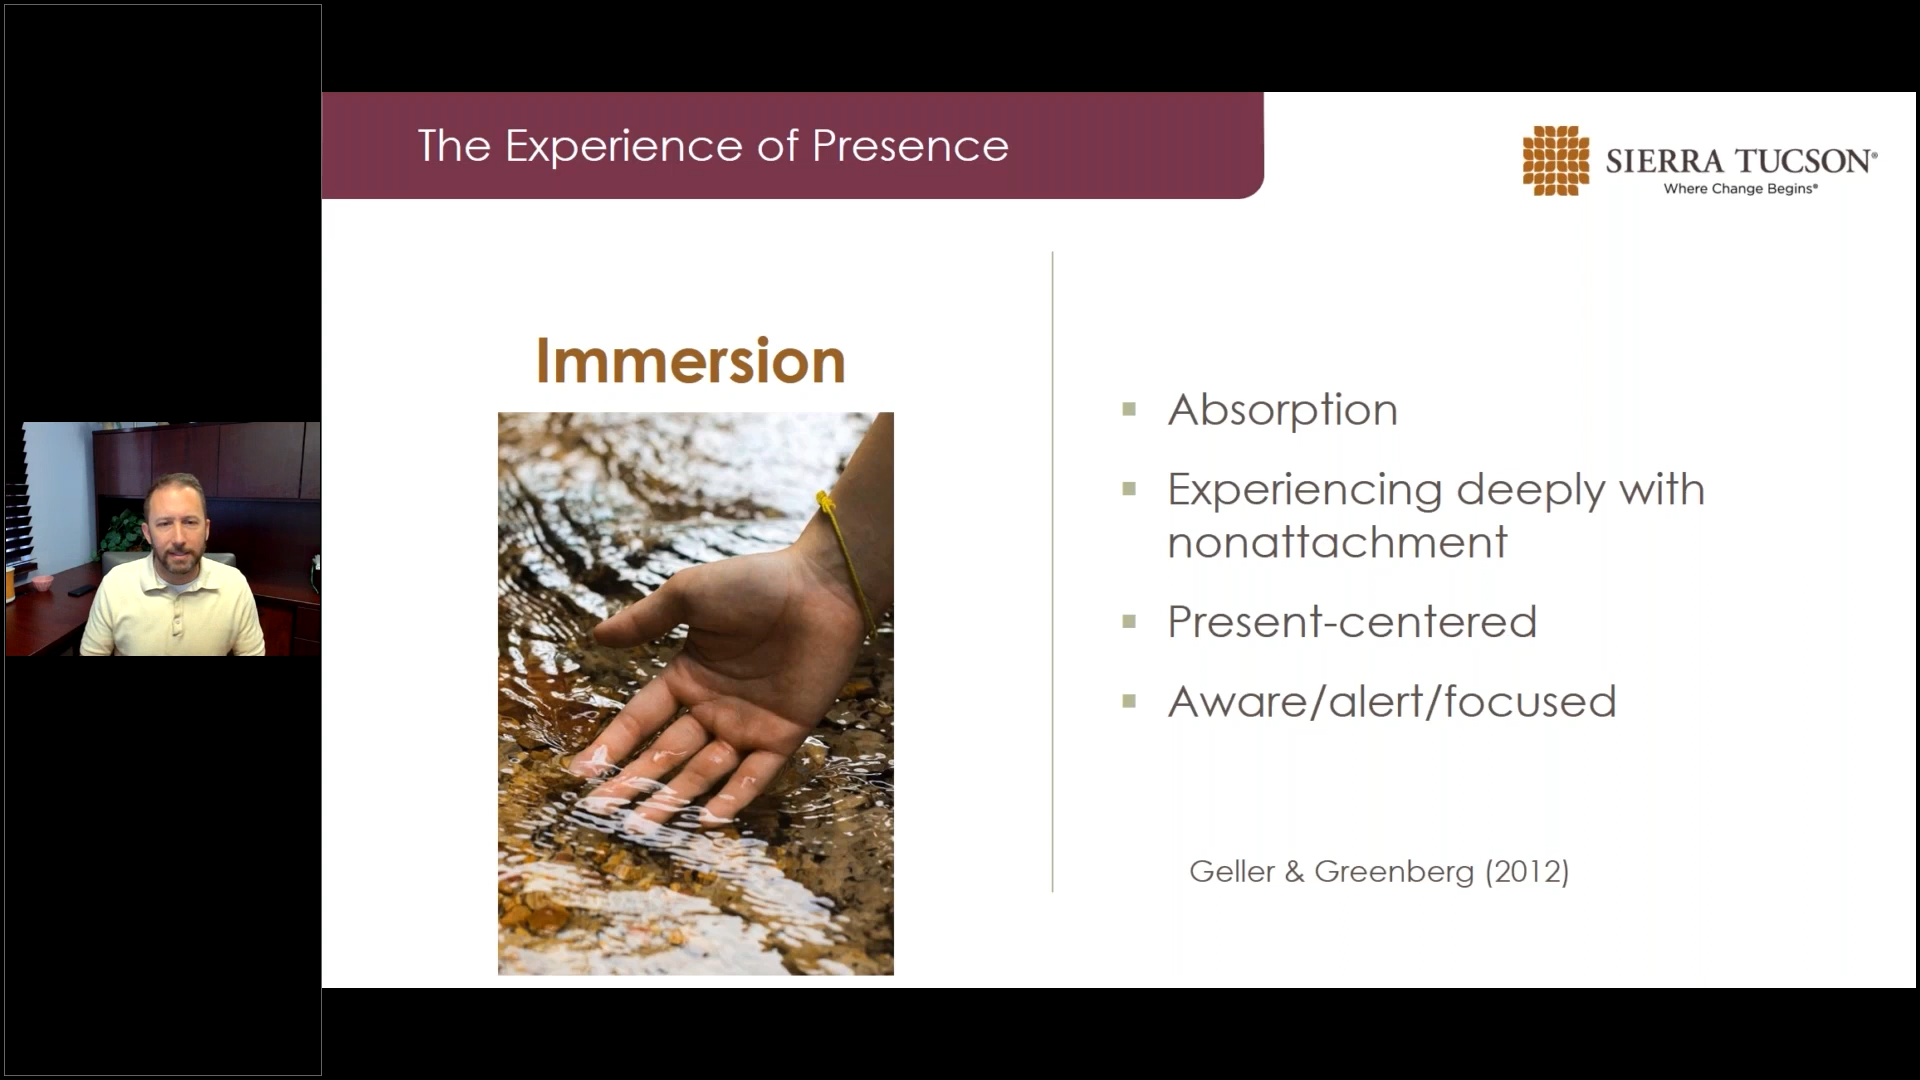 The Experience of Presence
SIERRA TUCSON®
Where Change Begins®
Immersion
Absorption
Experiencing deeply with
nonattachment
Present-centered
Aware/alert/focused
Geller & Greenberg (2012)